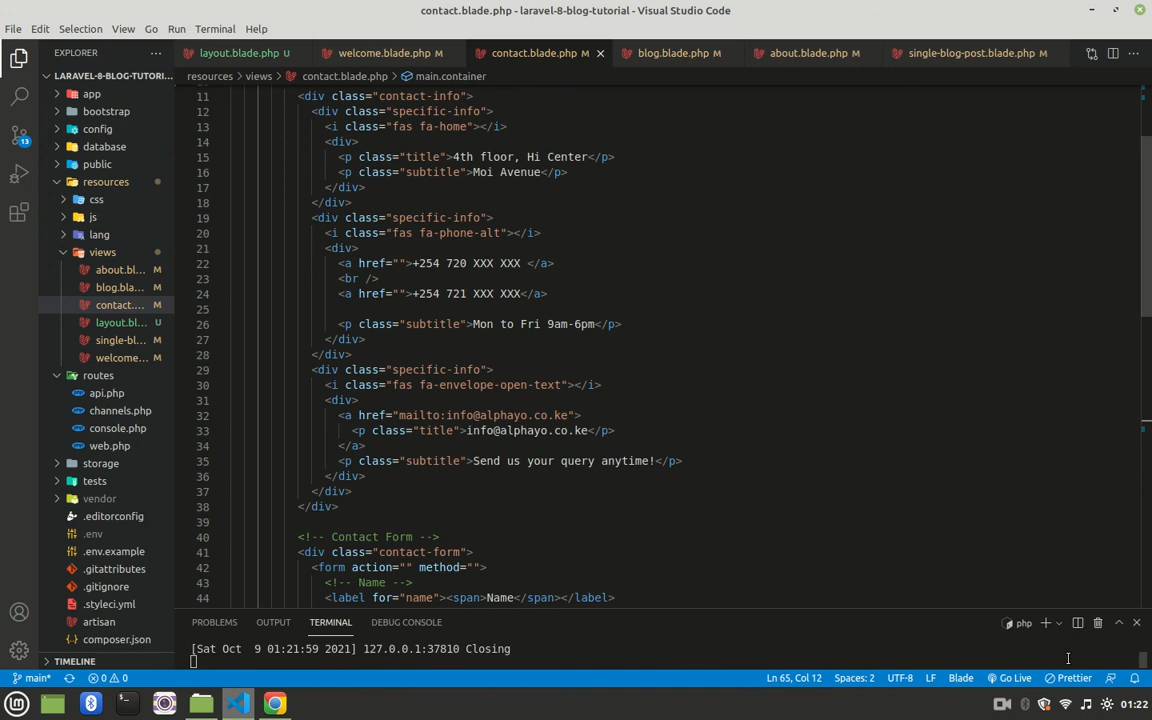 contact.blade.php - laravel-8-blog-tutorial - Visual Studio Code
File Edit Selection View Go Run Terminal Help
EXPLORER ...
layout.blade.php U
welcome.blade.php M
contact.blade.php M
blog.blade.php M
about.blade.php M
single-blog-post.blade.php M
resources > views > contact.blade.php > main.container
LARAVEL-8-BLOG-TUTORI...
app
bootstrap
config
database
public
resources
css
js
lang
views
about.bl... M
blog.bla... M
contact.... M
layout.bl... U
single-bl... M
welcome... M
routes
api.php
channels.php
console.php
web.php
storage
tests
vendor
.editorconfig
.env
.env.example
.gitattributes
.gitignore
.styleci.yml
artisan
composer.json
TIMELINE
13
11 <div class="contact-info">
12 <div class="specific-info">
13 <i class="fas fa-home"></i>
14 <div>
15 <p class="title">4th floor, Hi Center</p>
16 <p class="subtitle">Moi Avenue</p>
17 </div>
18 </div>
19 <div class="specific-info">
20 <i class="fas fa-phone-alt"></i>
21 <div>
22 <a href="">+254 720 XXX XXX </a>
23 <br />
24 <a href="">+254 721 XXX XXX</a>
25
26 <p class="subtitle">Mon to Fri 9am-6pm</p>
27 </div>
28 </div>
29 <div class="specific-info">
30 <i class="fas fa-envelope-open-text"></i>
31 <div>
32 <a href="mailto:info@alphayo.co.ke">
33 <p class="title">info@alphayo.co.ke</p>
34 </a>
35 <p class="subtitle">Send us your query anytime!</p>
36 </div>
37 </div>
38 </div>
39
40 <!-- Contact Form -->
41 <div class="contact-form">
42 <form action="" method="">
43 <!-- Name -->
44 <label for="name"><span>Name</span></label>
PROBLEMS OUTPUT TERMINAL DEBUG CONSOLE
php
[Sat Oct 9 01:21:59 2021] 127.0.0.1:37810 Closing
main* 0 0
Ln 65, Col 12 Spaces: 2 UTF-8 LF Blade Go Live Prettier
01:22